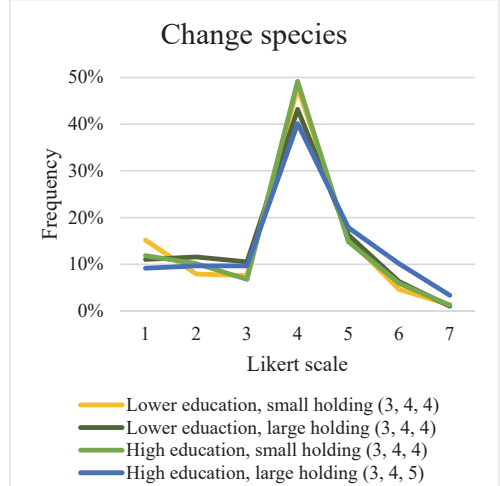 Change species
50%
40%
30%
20%
10%
0%
Frequency
1 2 3 4 5 6 7
Likert scale
Lower education, small holding (3, 4, 4)
Lower eduaction, large holding (3, 4, 4)
High education, small holding (3, 4, 4)
High education, large holding (3, 4, 5)